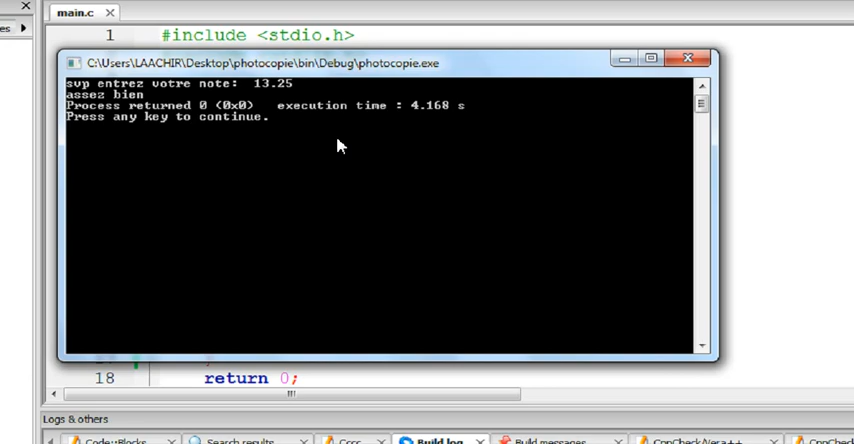 main.c
es
1 #include <stdio.h>
C:\Users\LAACHIR\Desktop\photocopie\bin\Debug\photocopie.exe
svp entrez votre note:  13.25
assez bien
Process returned 0 (0x0)   execution time : 4.168 s
Press any key to continue.
18 return 0;
Logs & others
Code::Blocks Search results Cccc Build log Build messages CppCheck/Vera++ CppChec